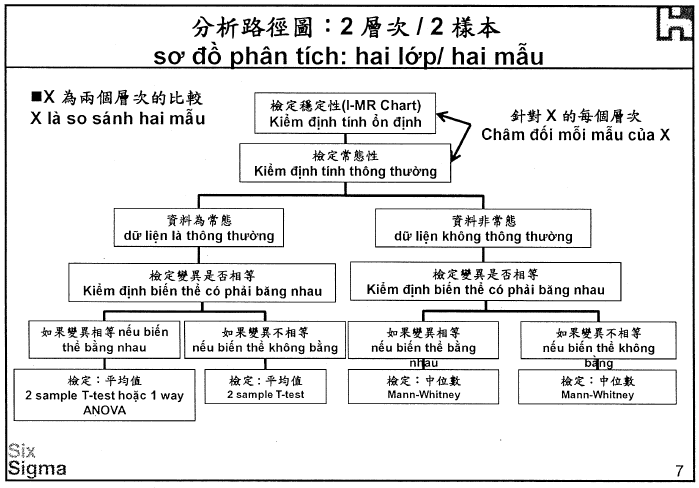 分析路徑圖：2 層次 / 2 樣本
sơ đồ phân tích: hai lớp/ hai mẫu
■X 為兩個層次的比較
X là so sánh hai mẫu
檢定穩定性(I-MR Chart)
Kiểm định tính ổn định
針對 X 的每個層次
Châm đối mỗi mẫu của X
檢定常態性
Kiểm định tính thông thường
資料為常態
dữ liện là thông thường
資料非常態
dữ liện không thông thường
檢定變異是否相等
Kiểm định biến thể có phải băng nhau
檢定變異是否相等
Kiểm định biến thể có phải băng nhau
如果變異相等 nếu biến
thể bằng nhau
如果變異不相等
nếu biến thể không bằng
如果變異相等
nếu biến thể bằng
nhau
如果變異不相等
nếu biến thể không
bằng
檢定：平均值
2 sample T-test hoặc 1 way
ANOVA
檢定：平均值
2 sample T-test
檢定：中位數
Mann-Whitney
檢定：中位數
Mann-Whitney
Six
Sigma
7